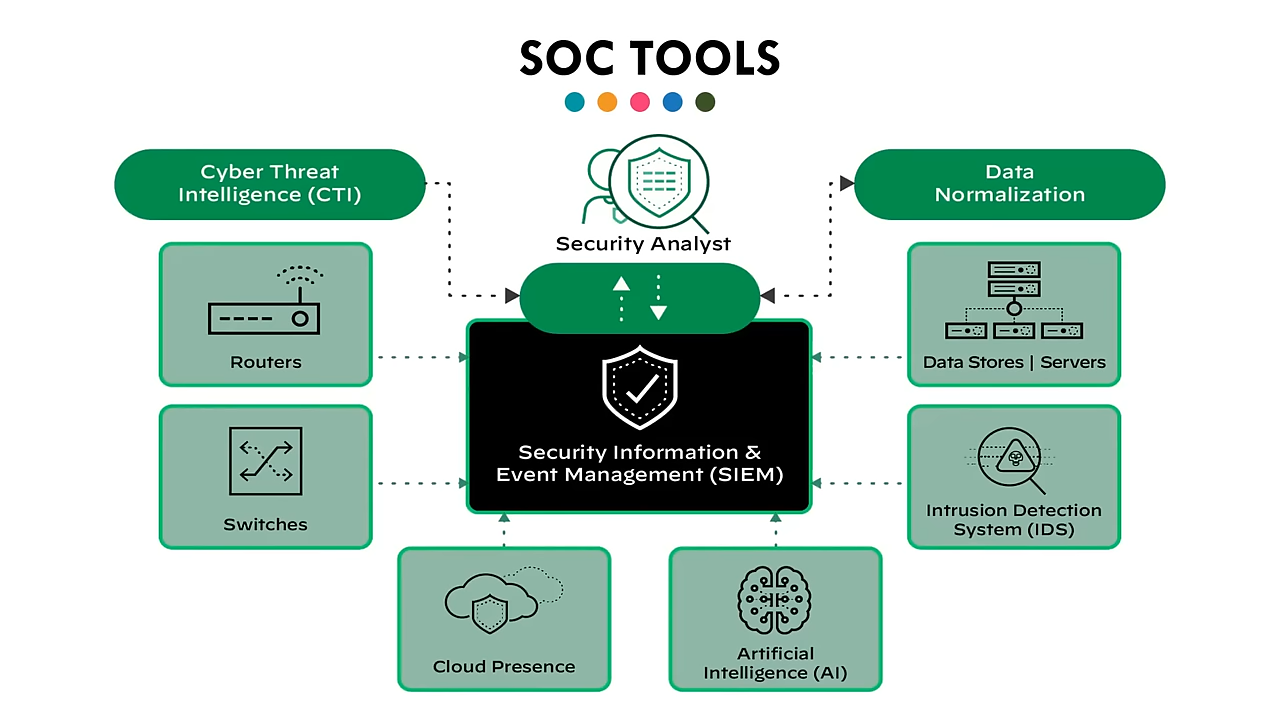 SOC TOOLS
Cyber Threat
Intelligence (CTI)
Data
Normalization
Security Analyst
Routers
Data Stores | Servers
Security Information &
Event Management (SIEM)
Switches
Intrusion Detection
System (IDS)
Cloud Presence
Artificial
Intelligence (AI)